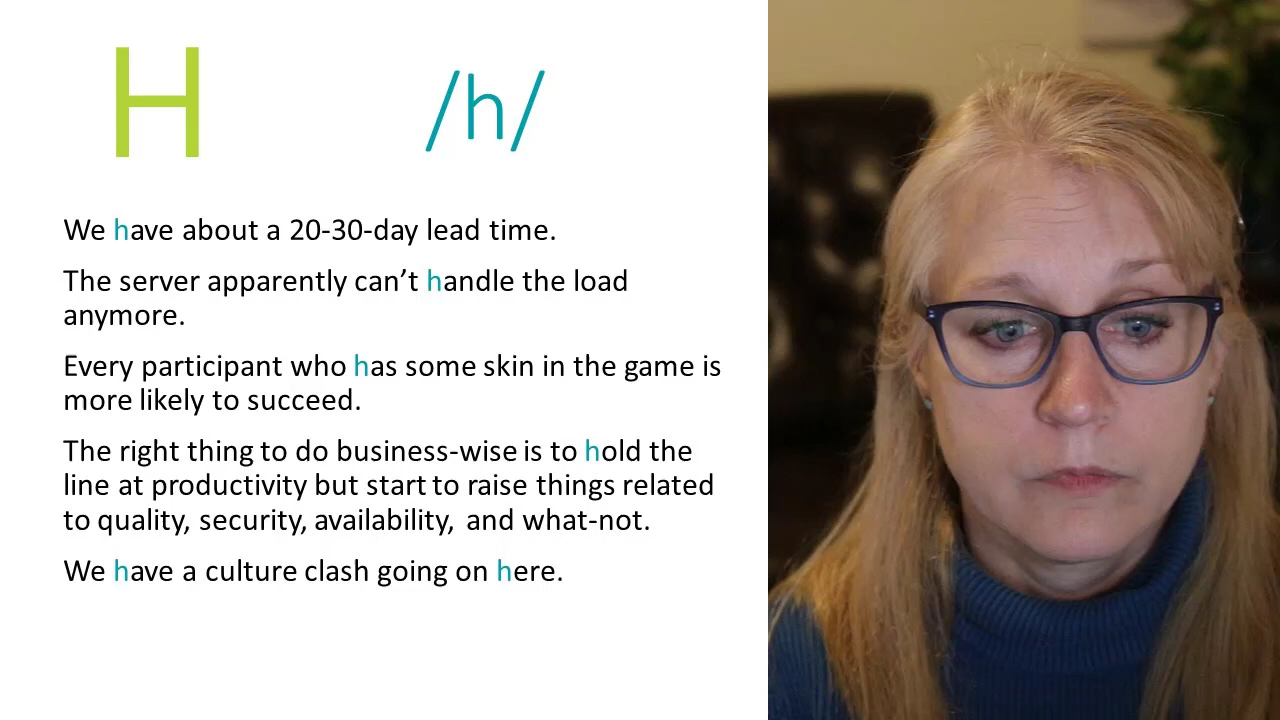 H
/h/
We have about a 20-30-day lead time.
The server apparently can’t handle the load
anymore.
Every participant who has some skin in the game is
more likely to succeed.
The right thing to do business-wise is to hold the
line at productivity but start to raise things related
to quality, security, availability, and what-not.
We have a culture clash going on here.